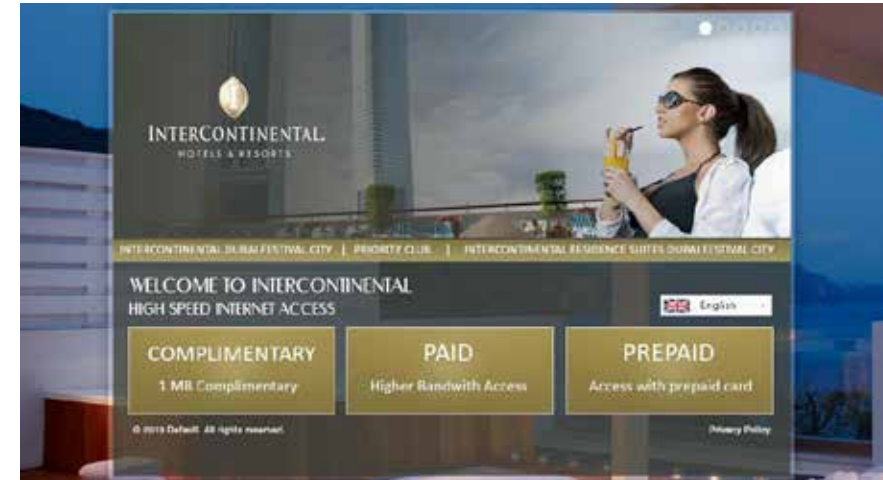 INTERCONTINENTAL.
HOTELS & RESORTS
INTERCONTINENTAL DUBAI FESTIVAL CITY | PRIORITY CLUB | INTERCONTINENTAL RESIDENCE SUITES DUBAI FESTIVAL CITY
WELCOME TO INTERCONTINENTAL
HIGH SPEED INTERNET ACCESS
English
COMPLIMENTARY
1 MB Complimentary
PAID
Higher Bandwith Access
PREPAID
Access with prepaid card
© Default. All rights reserved.
Privacy Policy